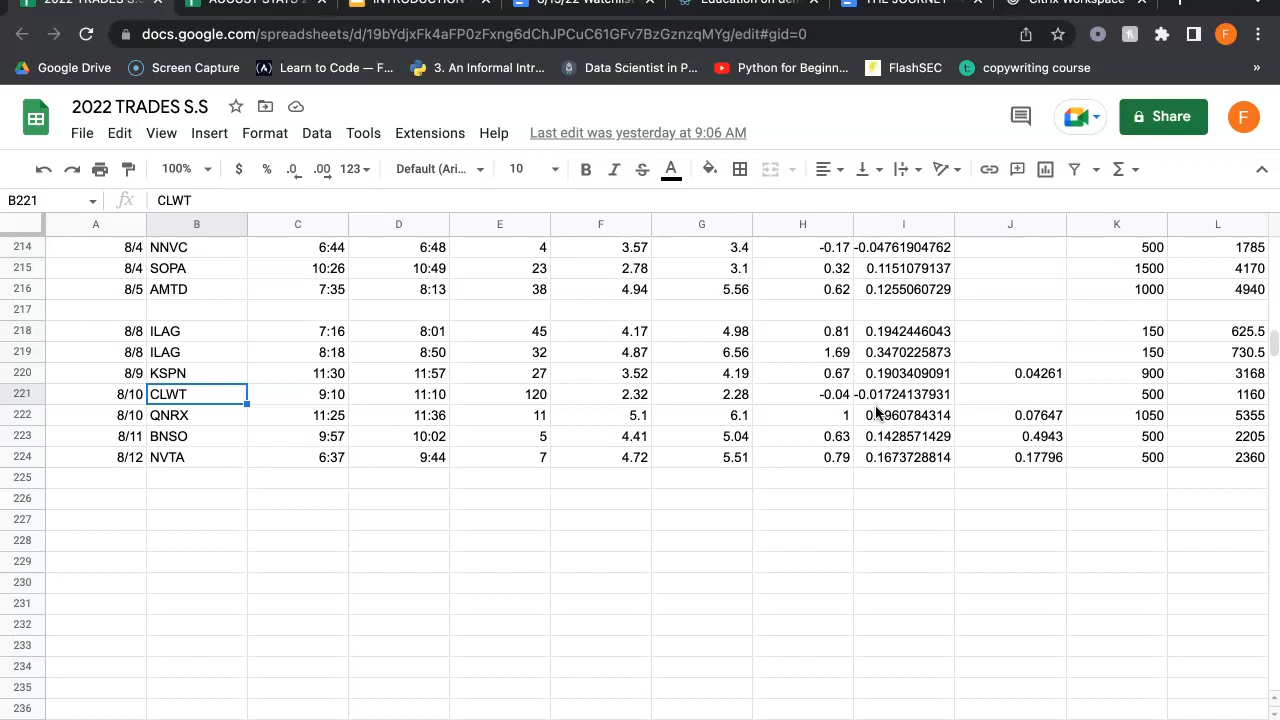 2022 TRADES S.S
AUGUST STATS 2
INTRODUCTION
8/15/22 Watchlist
Education on dem
THE JOURNEY
Citrix Workspace
docs.google.com/spreadsheets/d/19bYdjxFk4aFP0zFxng6dChJPCuC61GFv7BzGznzqMYg/edit#gid=0
F
Google Drive
Screen Capture
Learn to Code — F...
3. An Informal Intr...
Data Scientist in P...
Python for Beginn...
FlashSEC
copywriting course
»
2022 TRADES S.S
File Edit View Insert Format Data Tools Extensions Help Last edit was yesterday at 9:06 AM
Share
F
100% $ % .0 .00 123 Default (Ari... 10 B I S A Σ
B221 fx CLWT
A B C D E F G H I J K L
214 8/4 NNVC 6:44 6:48 4 3.57 3.4 -0.17 -0.04761904762 500 1785
215 8/4 SOPA 10:26 10:49 23 2.78 3.1 0.32 0.1151079137 1500 4170
216 8/5 AMTD 7:35 8:13 38 4.94 5.56 0.62 0.1255060729 1000 4940
217
218 8/8 ILAG 7:16 8:01 45 4.17 4.98 0.81 0.1942446043 150 625.5
219 8/8 ILAG 8:18 8:50 32 4.87 6.56 1.69 0.3470225873 150 730.5
220 8/9 KSPN 11:30 11:57 27 3.52 4.19 0.67 0.1903409091 0.04261 900 3168
221 8/10 CLWT 9:10 11:10 120 2.32 2.28 -0.04 -0.01724137931 500 1160
222 8/10 QNRX 11:25 11:36 11 5.1 6.1 1 0.1960784314 0.07647 1050 5355
223 8/11 BNSO 9:57 10:02 5 4.41 5.04 0.63 0.1428571429 0.4943 500 2205
224 8/12 NVTA 6:37 9:44 7 4.72 5.51 0.79 0.1673728814 0.17796 500 2360
225
226
227
228
229
230
231
232
233
234
235
236